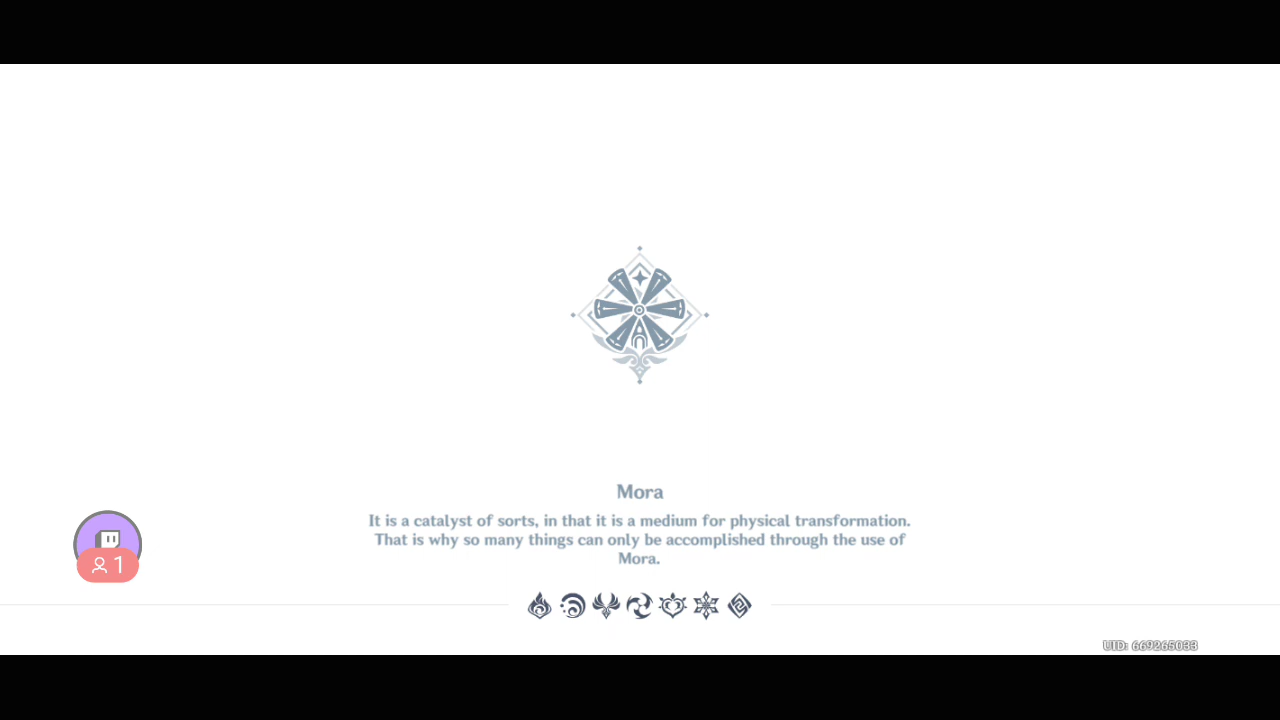 Mora
It is a catalyst of sorts, in that it is a medium for physical transformation.
That is why so many things can only be accomplished through the use of
Mora.
1
UID: 669265033